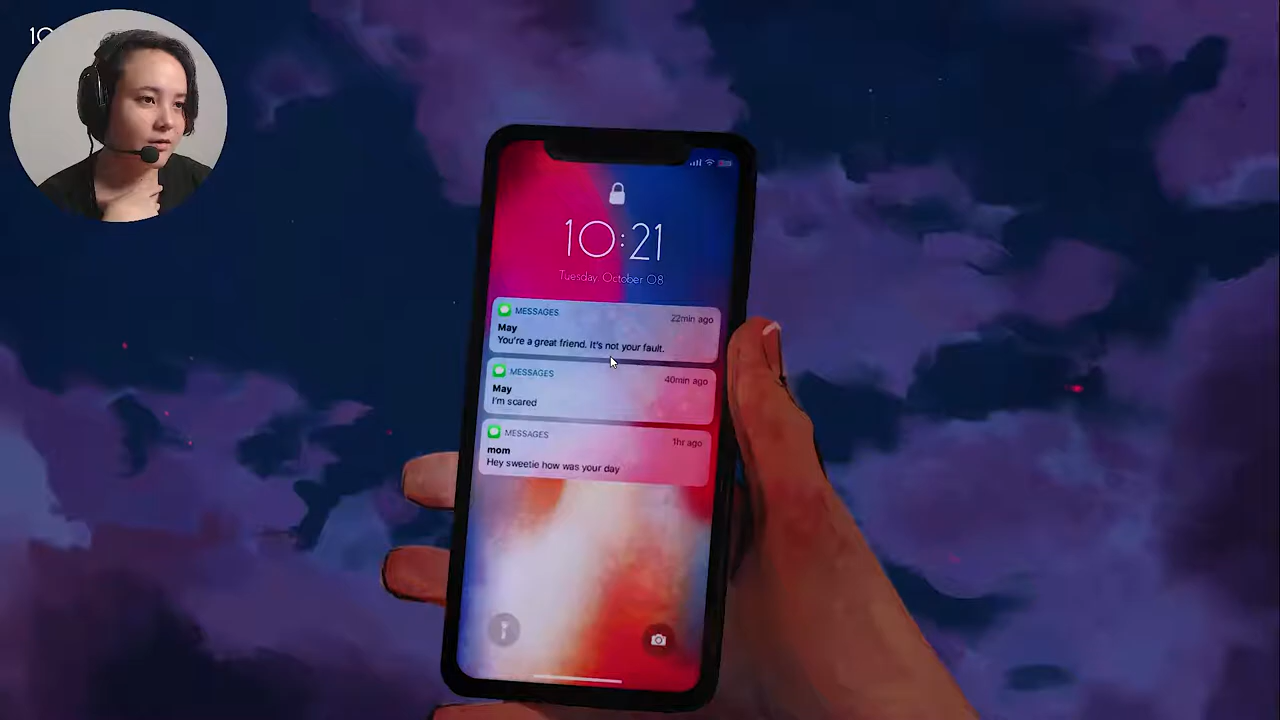 10
10:21
Tuesday, October 08
MESSAGES
22min ago
May
You're a great friend. It's not your fault.
MESSAGES
40min ago
May
I'm scared
MESSAGES
1hr ago
mom
Hey sweetie how was your day